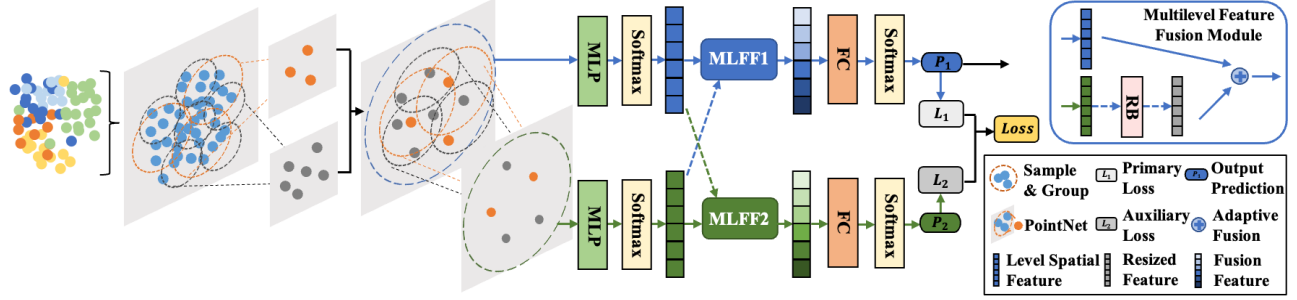 MLP
Softmax
MLFF1
FC
Softmax
P1
L1
Loss
MLP
Softmax
MLFF2
FC
Softmax
P2
L2
Multilevel Feature
Fusion Module
RB
Sample
& Group
L1
Primary
Loss
P1
Output
Prediction
PointNet
L2
Auxiliary
Loss
Adaptive
Fusion
Level Spatial
Feature
Resized
Feature
Fusion
Feature